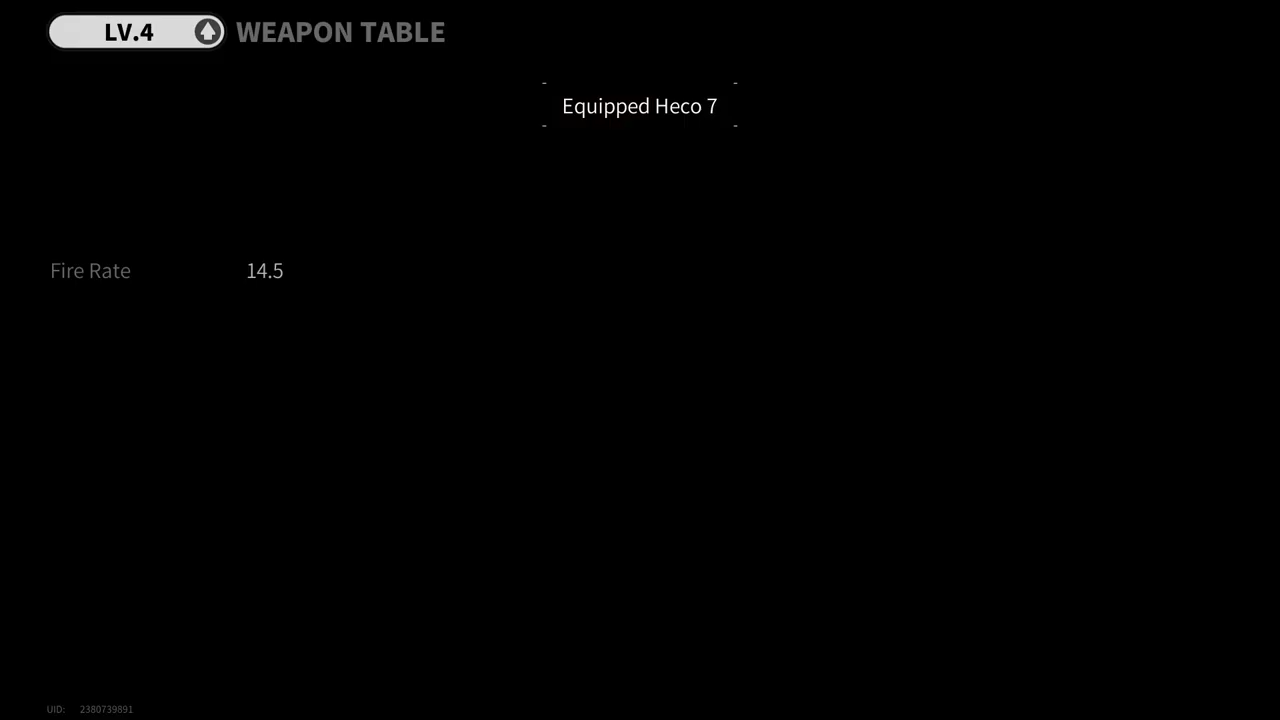 LV.4 WEAPON TABLE
Equipped Heco 7
Fire Rate 14.5
UID: 2380739891